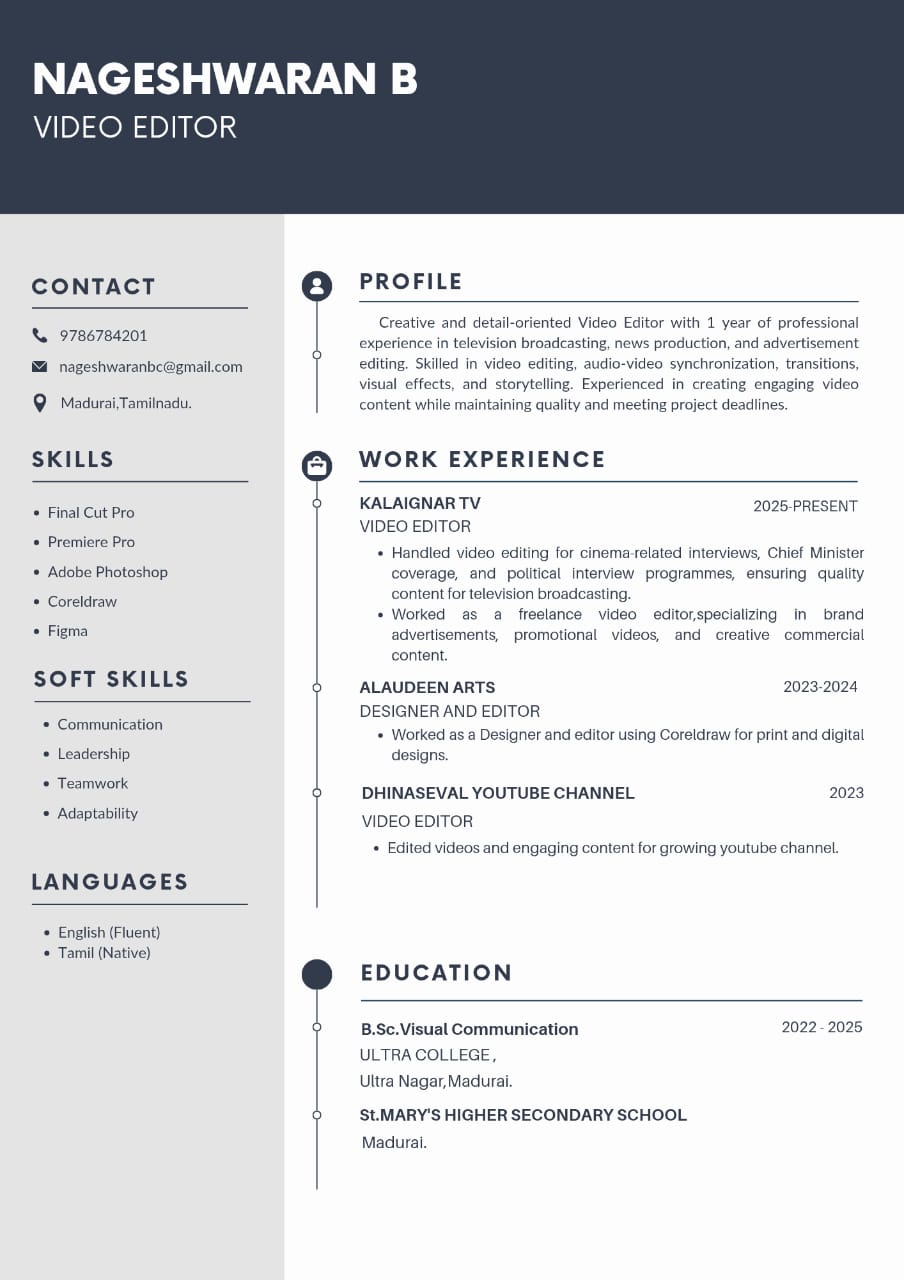 NAGESHWARAN B
VIDEO EDITOR
CONTACT
9786784201
nageshwaranbc@gmail.com
Madurai,Tamilnadu.
SKILLS
• Final Cut Pro
• Premiere Pro
• Adobe Photoshop
• Coreldraw
• Figma
SOFT SKILLS
• Communication
• Leadership
• Teamwork
• Adaptability
LANGUAGES
• English (Fluent)
• Tamil (Native)
PROFILE
Creative and detail-oriented Video Editor with 1 year of professional
experience in television broadcasting, news production, and advertisement
editing. Skilled in video editing, audio-video synchronization, transitions,
visual effects, and storytelling. Experienced in creating engaging video
content while maintaining quality and meeting project deadlines.
WORK EXPERIENCE
KALAIGNAR TV 2025-PRESENT
VIDEO EDITOR
• Handled video editing for cinema-related interviews, Chief Minister
coverage, and political interview programmes, ensuring quality
content for television broadcasting.
• Worked as a freelance video editor,specializing in brand
advertisements, promotional videos, and creative commercial
content.
ALAUDEEN ARTS 2023-2024
DESIGNER AND EDITOR
• Worked as a Designer and editor using Coreldraw for print and digital
designs.
DHINASEVAL YOUTUBE CHANNEL 2023
VIDEO EDITOR
• Edited videos and engaging content for growing youtube channel.
EDUCATION
B.Sc.Visual Communication 2022 - 2025
ULTRA COLLEGE ,
Ultra Nagar,Madurai.
St.MARY'S HIGHER SECONDARY SCHOOL
Madurai.